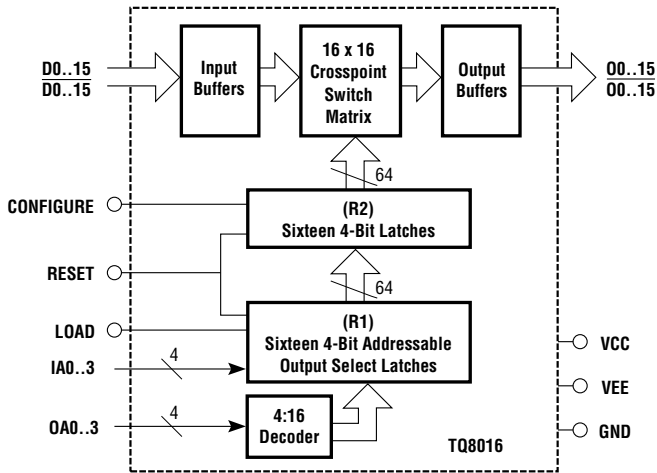 D0..15
D0..15
Input
Buffers
16 x 16
Crosspoint
Switch
Matrix
Output
Buffers
O0..15
O0..15
64
CONFIGURE
(R2)
Sixteen 4-Bit Latches
RESET
64
LOAD
(R1)
Sixteen 4-Bit Addressable
Output Select Latches
IA0..3
4
VCC
VEE
OA0..3
4
4:16
Decoder
GND
TQ8016